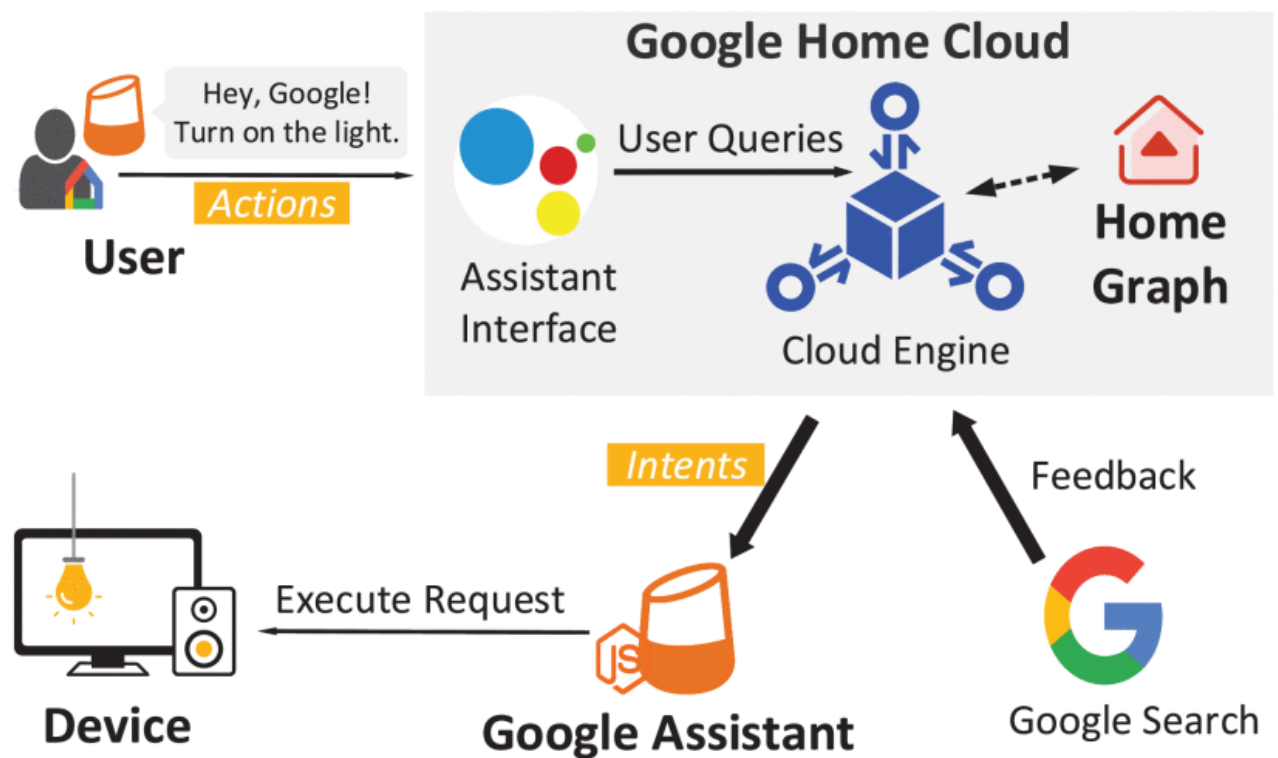 Google Home Cloud
Hey, Google!
Turn on the light.
Actions
User
User Queries
Assistant
Interface
Cloud Engine
Home
Graph
Intents
Feedback
Execute Request
JS
Device
Google Assistant
Google Search